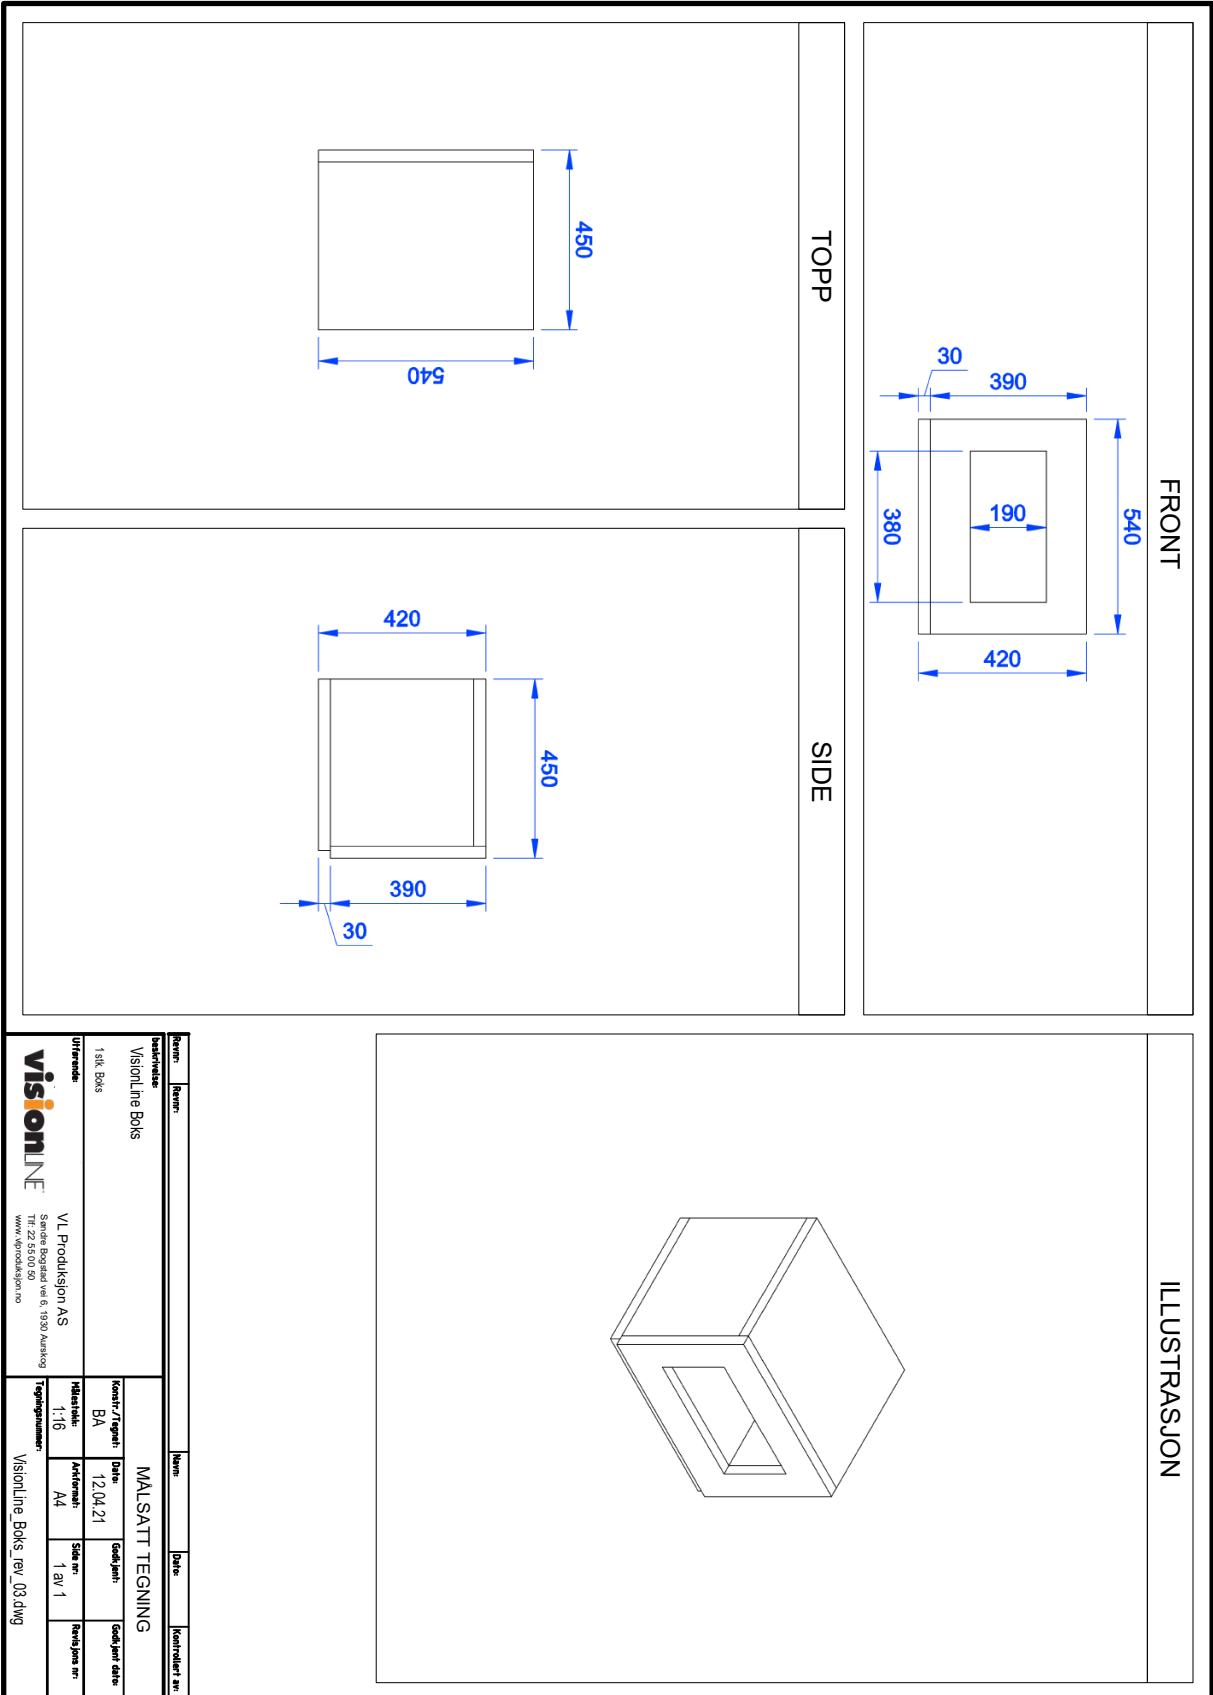 FRONT
540
390
30
190
380
420
TOPP
450
540
SIDE
420
450
390
30
ILLUSTRASJON
Revnr: Revnr: Navn: Dato: Kontrollert av:
beskrivelse:
VisionLine Boks
1 stk. Boks
MÅLSATT TEGNING
Konstr./Tegnet: Dato: Godkjent: Godkjent dato:
BA 12.04.21
Målestokk: Arkformat: Side nr: Revisjons nr:
1:16 A4 1 av 1
Utførende:
visionLINE
VL Produksjon AS
Søndre Bogstad vei 6, 1930 Aurskog
Tlf: 22 55 00 50
www.vlproduksjon.no
Tegningsnummer:
VisionLine_Boks_rev_03.dwg